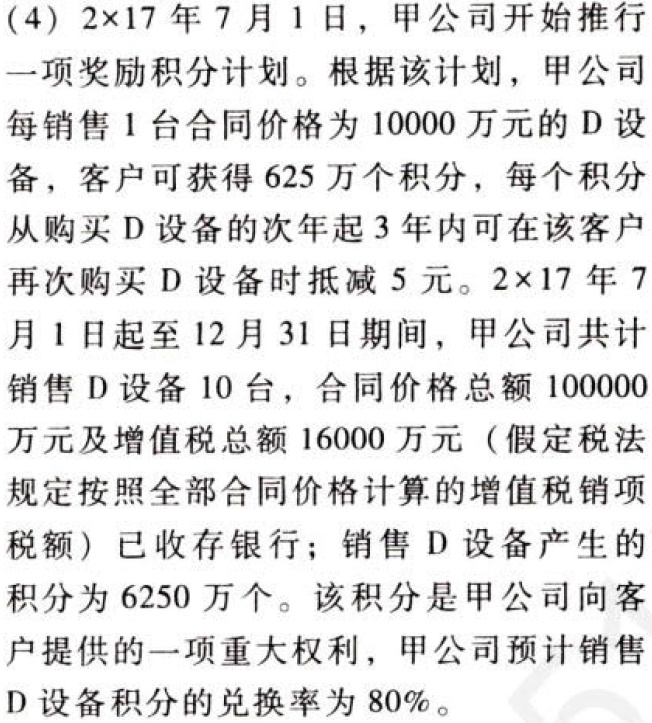 (4) 2×17 年 7 月 1 日，甲公司开始推行
一项奖励积分计划。根据该计划，甲公司
每销售 1 台合同价格为 10000 万元的 D 设
备，客户可获得 625 万个积分，每个积分
从购买 D 设备的次年起 3 年内可在该客户
再次购买 D 设备时抵减 5 元。2×17 年 7
月 1 日起至 12 月 31 日期间，甲公司共计
销售 D 设备 10 台，合同价格总额 100000
万元及增值税总额 16000 万元（假定税法
规定按照全部合同价格计算的增值税销项
税额）已收存银行；销售 D 设备产生的
积分为 6250 万个。该积分是甲公司向客
户提供的一项重大权利，甲公司预计销售
D 设备积分的兑换率为 80%。